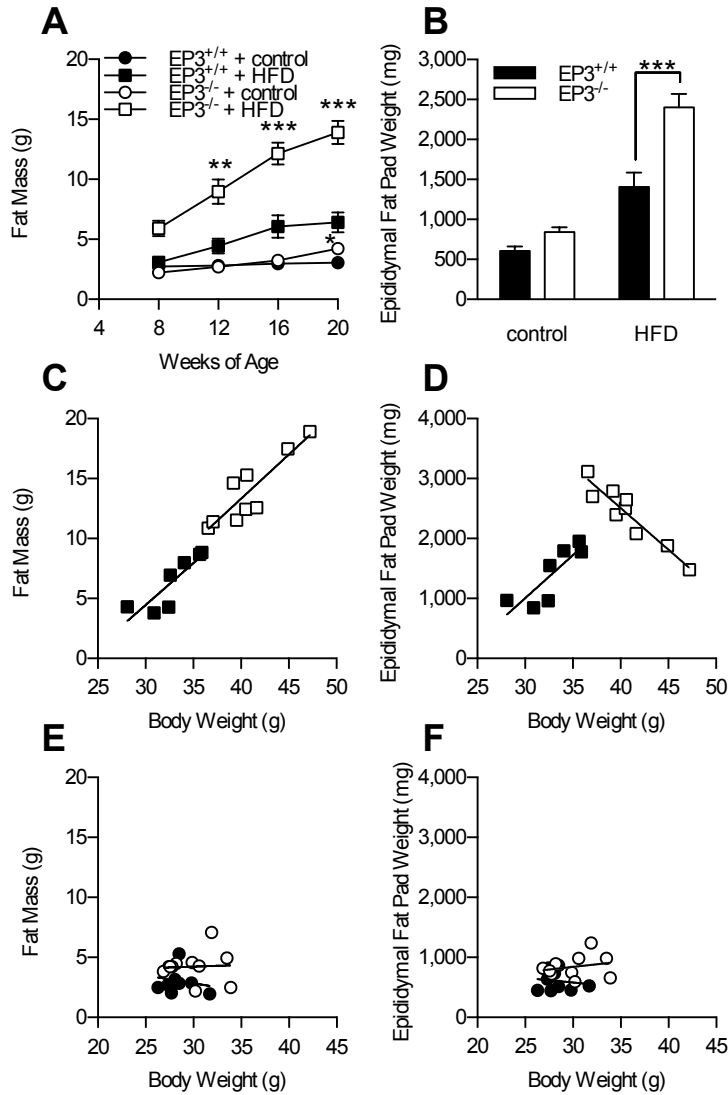 A
EP3+/+ + control
EP3+/+ + HFD
EP3-/- + control
EP3-/- + HFD
20
15
10
5
0
Fat Mass (g)
**
***
***
*
4
8
12
16
20
Weeks of Age
B
EP3+/+
EP3-/-
***
3,000
2,500
2,000
1,500
1,000
500
0
Epididymal Fat Pad Weight (mg)
control
HFD
C
20
15
10
5
0
Fat Mass (g)
25
30
35
40
45
50
Body Weight (g)
D
4,000
3,000
2,000
1,000
0
Epididymal Fat Pad Weight (mg)
25
30
35
40
45
50
Body Weight (g)
E
20
15
10
5
0
Fat Mass (g)
20
25
30
35
40
45
Body Weight (g)
F
4,000
3,000
2,000
1,000
0
Epididymal Fat Pad Weight (mg)
20
25
30
35
40
45
Body Weight (g)